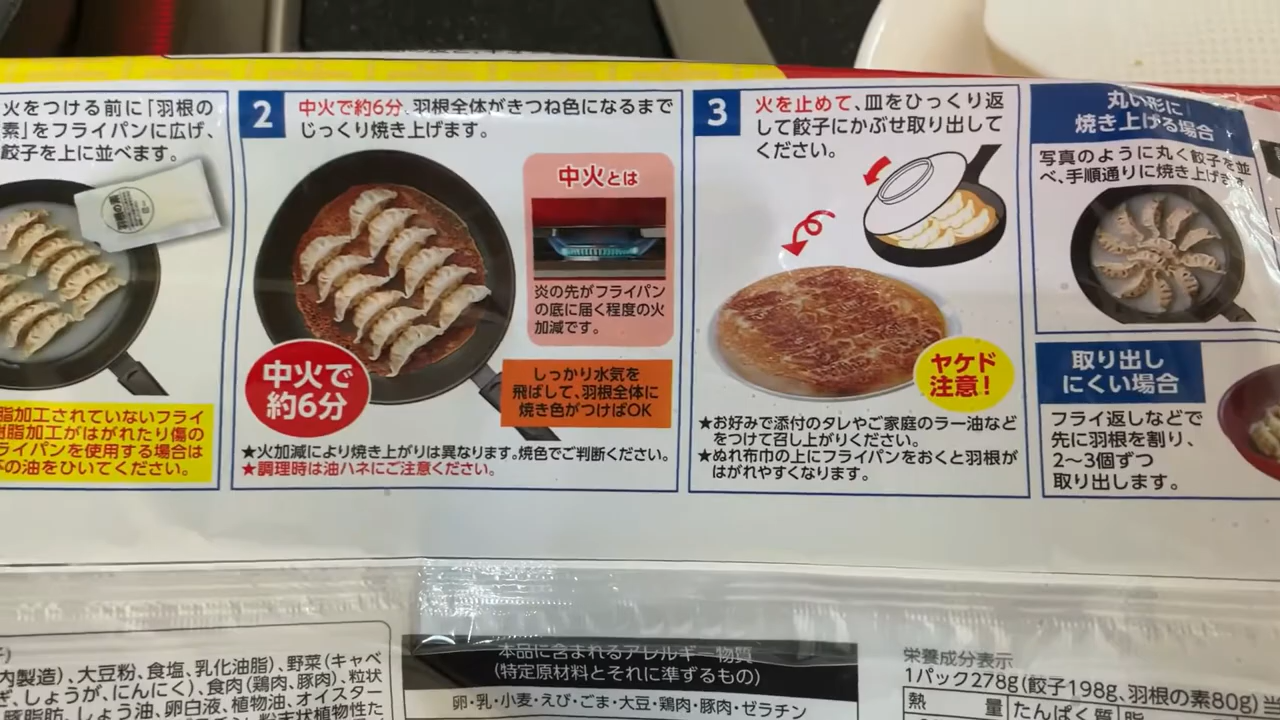 火をつける前に「羽根の
素」をフライパンに広げ、
餃子を上に並べます。
羽根の素
脂加工されていないフライ
樹脂加工がはがれたり傷の
ライパンを使用する場合は
の油をひいてください。
2
中火で約6分、羽根全体がきつね色になるまで
じっくり焼き上げます。
中火とは
炎の先がフライパン
の底に届く程度の火
加減です。
中火で
約6分
しっかり水気を
飛ばして、羽根全体に
焼き色がつけばOK
★火加減により焼き上がりは異なります。焼色でご判断ください。
★調理時は油ハネにご注意ください。
3
火を止めて、皿をひっくり返
して餃子にかぶせ取り出して
ください。
ヤケド
注意!
★お好みで添付のタレやご家庭のラー油など
をつけて召し上がりください。
★ぬれ布巾の上にフライパンをおくと羽根が
はがれやすくなります。
丸い形に
焼き上げる場合
写真のように丸く餃子を並
べ、手順通りに焼き上げます。
取り出し
にくい場合
フライ返しなどで
先に羽根を割り、
2〜3個ずつ
取り出します。
内製造)、大豆粉、食塩、乳化油脂)、野菜(キャベ
ぎ、しょうが、にんにく)、食肉(鶏肉、豚肉)、粒状
豚脂肪、しょう油、卵白液、植物油、オイスター
粉末状植物性た
本品に含まれるアレルギー物質
(特定原材料とそれに準ずるもの)
卵・乳・小麦・えび・ごま・大豆・鶏肉・豚肉・ゼラチン
栄養成分表示
1パック278g(餃子198g、羽根の素80g)当
熱 量 たんぱく質 脂